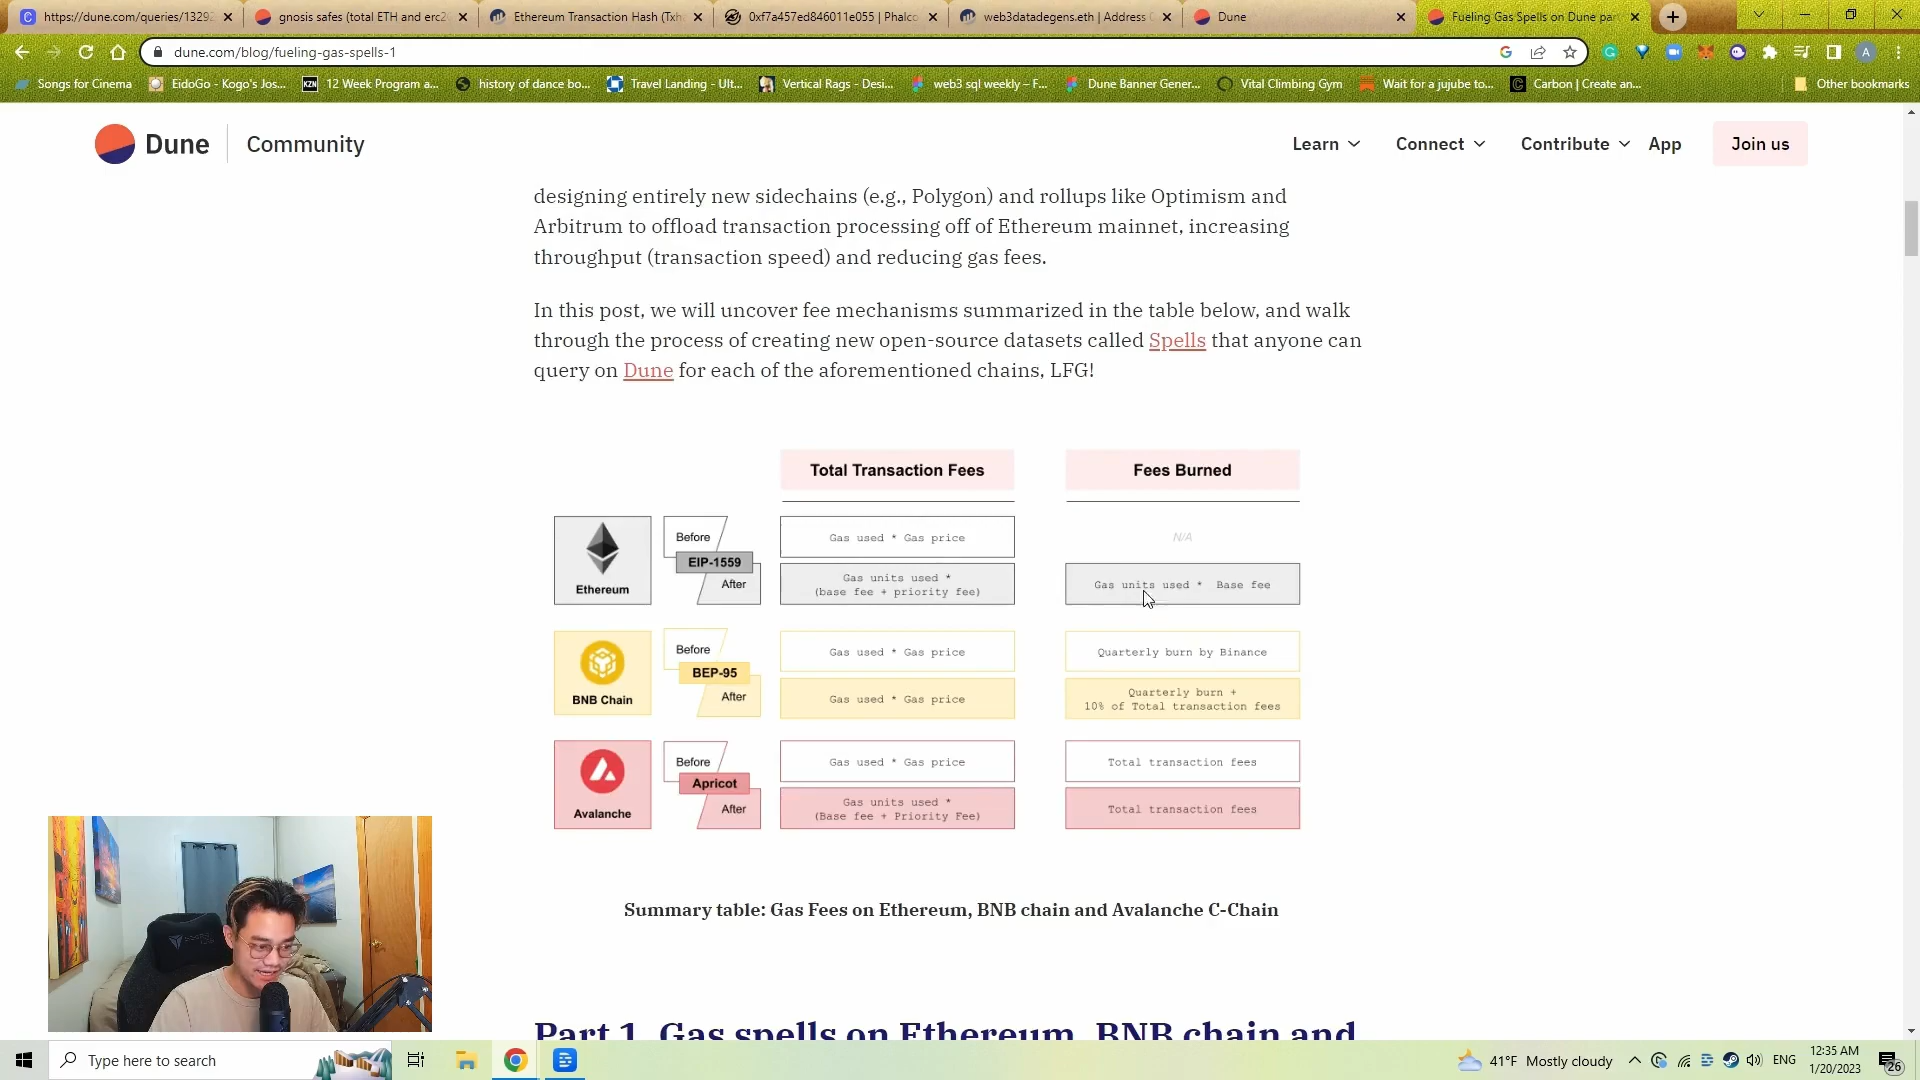 https://dune.com/queries/13292
gnosis safes (total ETH and erc2
Ethereum Transaction Hash (Txh
0xf7a457ed846011e055 | Phalco
web3datadegens.eth | Address
Dune
Fueling Gas Spells on Dune par
dune.com/blog/fueling-gas-spells-1
Songs for Cinema
EidoGo - Kogo's Jos...
12 Week Program a...
history of dance bo...
Travel Landing - Ult...
Vertical Rags - Desi...
web3 sql weekly – F...
Dune Banner Gener...
Vital Climbing Gym
Wait for a jujube to...
Carbon | Create an...
Other bookmarks
Dune
Community
Learn
Connect
Contribute
App
Join us
designing entirely new sidechains (e.g., Polygon) and rollups like Optimism and
Arbitrum to offload transaction processing off of Ethereum mainnet, increasing
throughput (transaction speed) and reducing gas fees.
In this post, we will uncover fee mechanisms summarized in the table below, and walk
through the process of creating new open-source datasets called Spells that anyone can
query on Dune for each of the aforementioned chains, LFG!
Total Transaction Fees
Fees Burned
Ethereum
Before
EIP-1559
After
Gas used * Gas price
N/A
Gas units used *
(base fee + priority fee)
Gas units used * Base fee
BNB Chain
Before
BEP-95
After
Gas used * Gas price
Quarterly burn by Binance
Gas used * Gas price
Quarterly burn +
10% of Total transaction fees
Avalanche
Before
Apricot
After
Gas used * Gas price
Total transaction fees
Gas units used *
(Base fee + Priority Fee)
Total transaction fees
Summary table: Gas Fees on Ethereum, BNB chain and Avalanche C-Chain
Part 1. Gas spells on Ethereum, BNB chain and
Type here to search
41°F Mostly cloudy
ENG
12:35 AM
1/20/2023
26